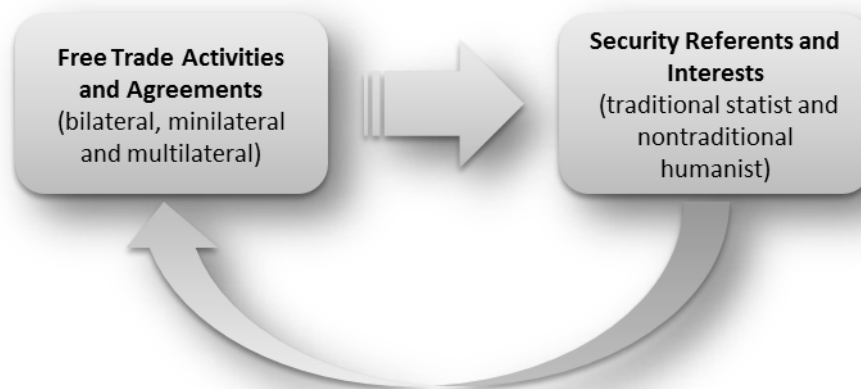 Free Trade Activities
and Agreements
(bilateral, minilateral
and multilateral)
Security Referents and
Interests
(traditional statist and
nontraditional
humanist)